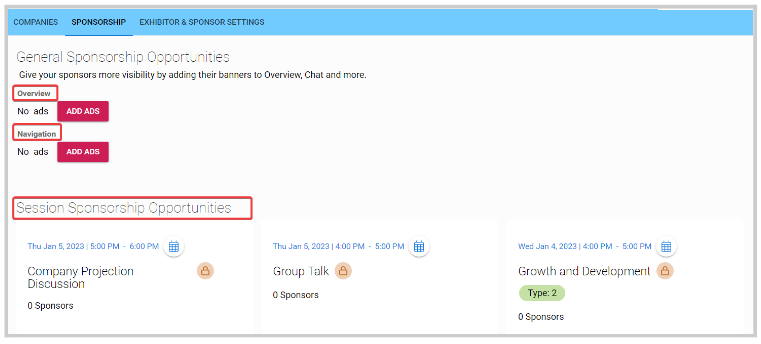 COMPANIES SPONSORSHIP EXHIBITOR & SPONSOR SETTINGS
General Sponsorship Opportunities
Give your sponsors more visibility by adding their banners to Overview, Chat and more.
Overview
No ads ADD ADS
Navigation
No ads ADD ADS
Session Sponsorship Opportunities
Thu Jan 5, 2023 | 5:00 PM - 6:00 PM
Company Projection
Discussion
0 Sponsors
Thu Jan 5, 2023 | 4:00 PM - 5:00 PM
Group Talk
0 Sponsors
Wed Jan 4, 2023 | 4:00 PM - 5:00 PM
Growth and Development
Type: 2
0 Sponsors